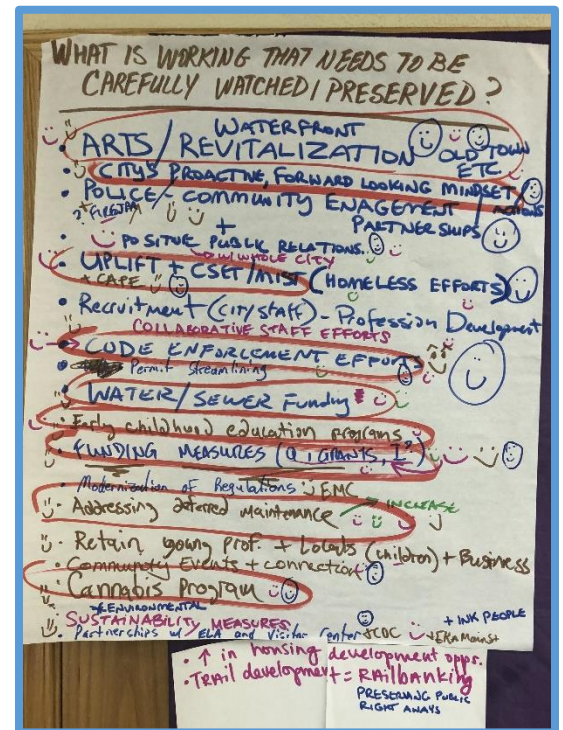 WHAT IS WORKING THAT NEEDS TO BE
CAREFULLY WATCHED / PRESERVED?
WATERFRONT
• ARTS / REVITALIZATION OLD TOWN
ETC
• CITY'S PROACTIVE, FORWARD LOOKING MINDSET /
ACTIONS
• POLICE / COMMUNITY ENAGEMENT
+ PARTNERSHIPS
• POSITIVE PUBLIC RELATIONS..
W/WHOLE CITY
• UPLIFT + CSET/MIST (HOMELESS EFFORTS)
+ CAPE
• Recruitment (CITY STAFF) - Profession Development
COLLABORATIVE STAFF EFFORTS
• CODE ENFORCEMENT EFFORTS
• Permit Streamlining
• WATER/SEWER Funding
• Early childhood education programs
• FUNDING MEASURES (Q, GRANTS,
• Modernization of Regulations EMC
• Addressing deferred maintenance → INCREASE
• Retain young Prof. + Locals (children) + Business
• Community Events + connection
• Cannabis Program
ENVIRONMENTAL
SUSTAINABILITY MEASURES
+ INK PEOPLE
• Partnerships w/ and Visitor Center + CDC
• ↑ in housing development opps.
• TRAil development = RAilbanking
PRESERVING PUBLIC
RIGHT AWAYS